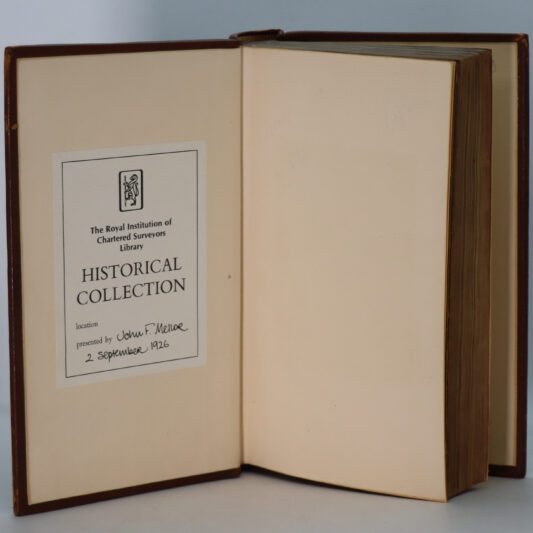 The Royal Institution of
Chartered Surveyors
Library
HISTORICAL
COLLECTION
location
presented by John F. Mellor
2 September, 1926